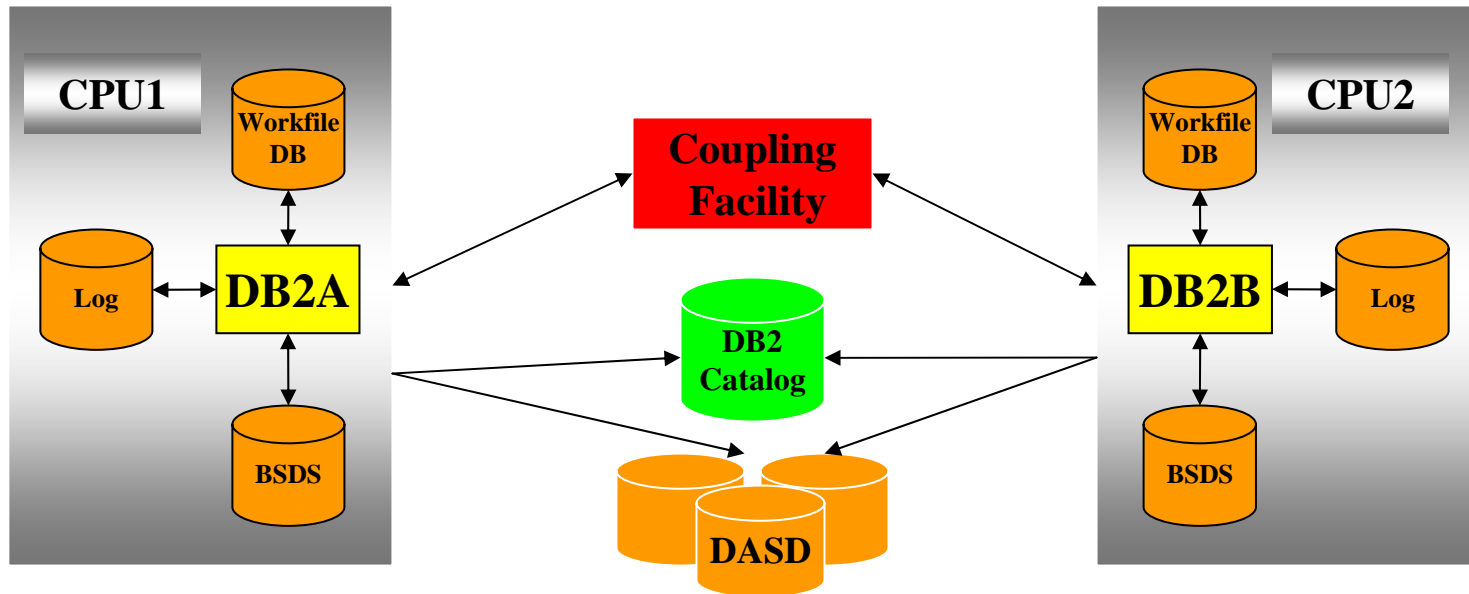 CPU1
Workfile
DB
Log
DB2A
BSDS
Coupling
Facility
DB2
Catalog
DASD
CPU2
Workfile
DB
DB2B
Log
BSDS